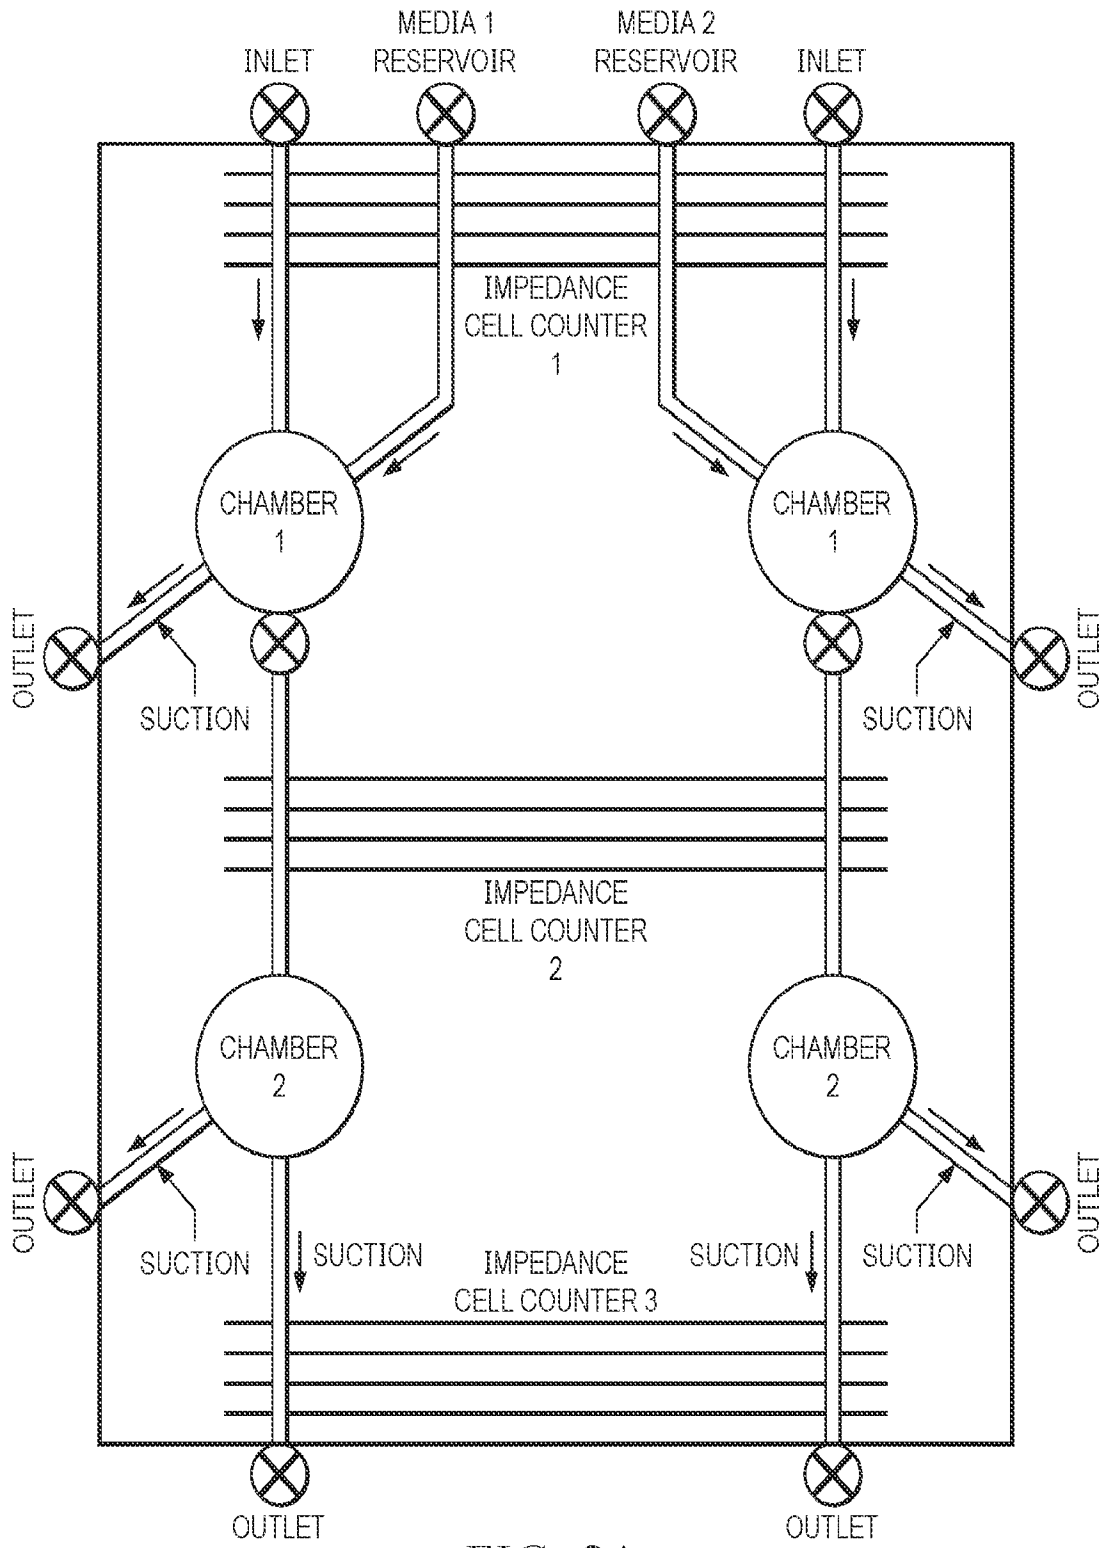 MEDIA 1
RESERVOIR
MEDIA 2
RESERVOIR
INLET
INLET
IMPEDANCE
CELL COUNTER
1
CHAMBER
1
CHAMBER
1
OUTLET
SUCTION
SUCTION
OUTLET
IMPEDANCE
CELL COUNTER
2
CHAMBER
2
CHAMBER
2
OUTLET
SUCTION
SUCTION
IMPEDANCE
CELL COUNTER 3
SUCTION
SUCTION
OUTLET
OUTLET
OUTLET